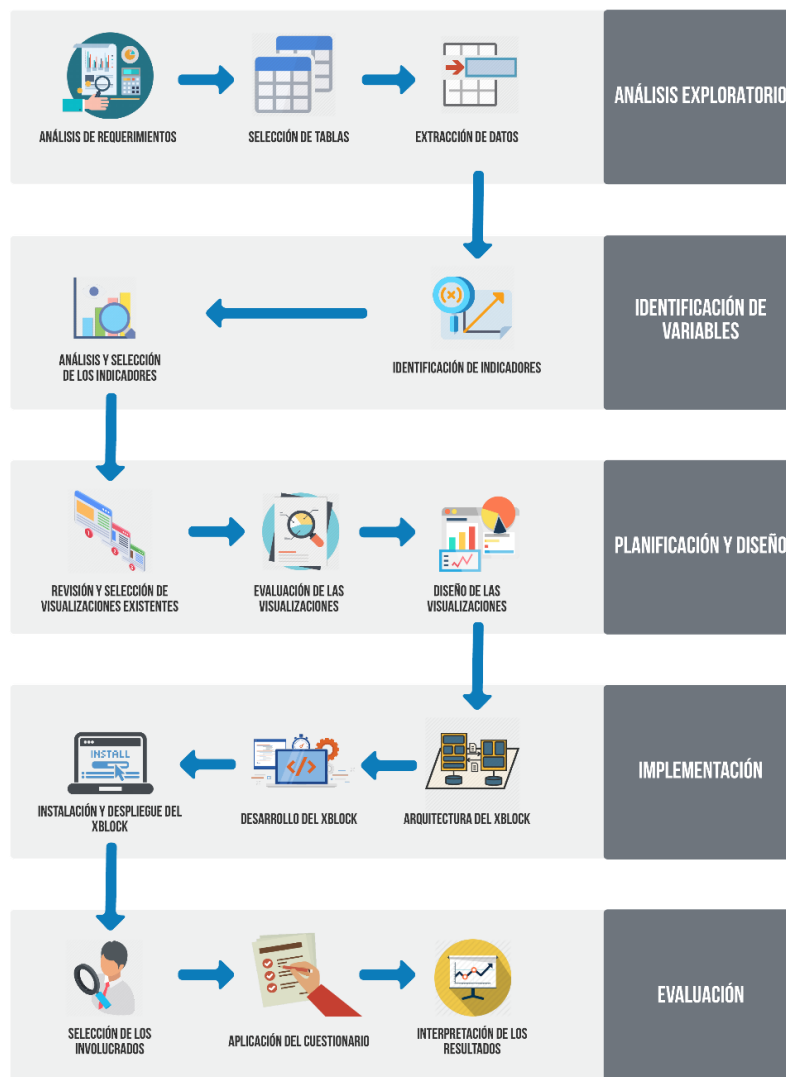 ANÁLISIS DE REQUERIMIENTOS
SELECCIÓN DE TABLAS
EXTRACCIÓN DE DATOS
ANÁLISIS EXPLORATORIO
ANÁLISIS Y SELECCIÓN
DE LOS INDICADORES
(x)
IDENTIFICACIÓN DE INDICADORES
IDENTIFICACIÓN DE
VARIABLES
REVISIÓN Y SELECCIÓN DE
VISUALIZACIONES EXISTENTES
EVALUACIÓN DE LAS
VISUALIZACIONES
DISEÑO DE LAS
VISUALIZACIONES
PLANIFICACIÓN Y DISEÑO
INSTALL
INSTALACIÓN Y DESPLIEGUE DEL
XBLOCK
</>
DESARROLLO DEL XBLOCK
ARQUITECTURA DEL XBLOCK
IMPLEMENTACIÓN
SELECCIÓN DE LOS
INVOLUCRADOS
APLICACIÓN DEL CUESTIONARIO
INTERPRETACIÓN DE LOS
RESULTADOS
EVALUACIÓN